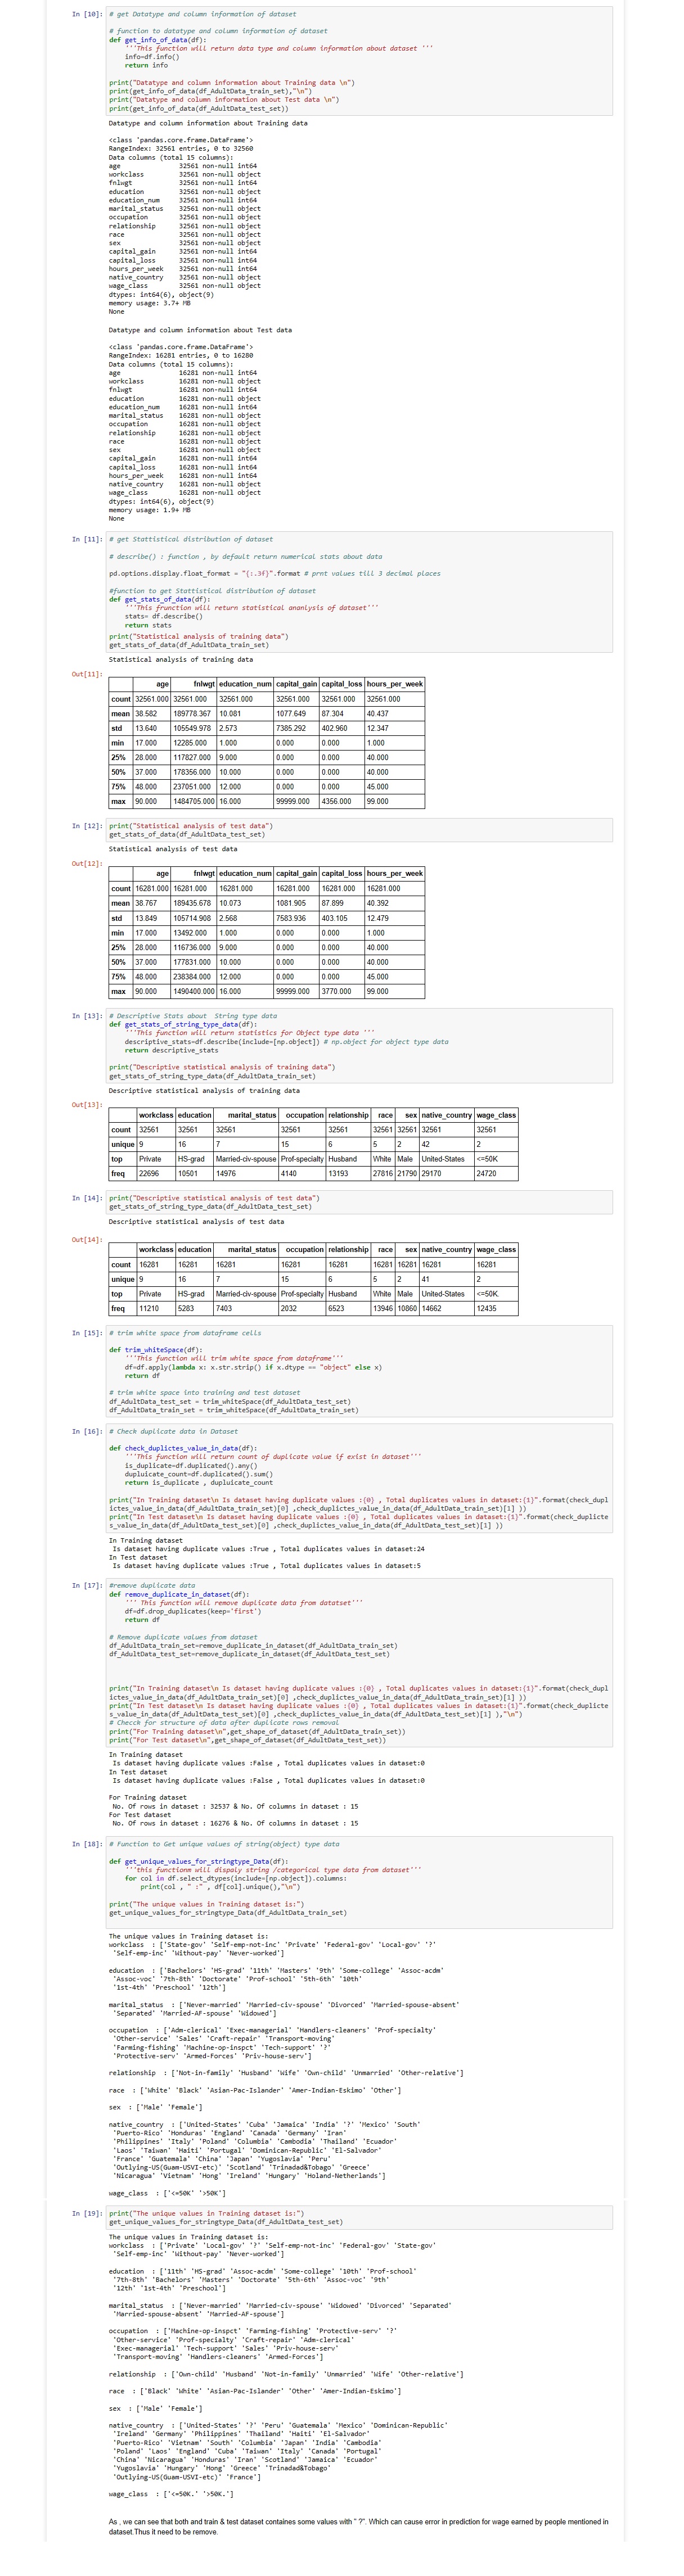 In [10]: # get Datatype and column information of dataset
# function to datatype and column information of dataset
def get_info_of_data(df):
'''This function will return data type and column information about dataset '''
info=df.info()
return info
print("Datatype and column information about Training data \n")
print(get_info_of_data(df_AdultData_train_set),"\n")
print("Datatype and column information about Test data \n")
print(get_info_of_data(df_AdultData_test_set))
Datatype and column information about Training data
<class 'pandas.core.frame.DataFrame'>
RangeIndex: 32561 entries, 0 to 32560
Data columns (total 15 columns):
age 32561 non-null int64
workclass 32561 non-null object
fnlwgt 32561 non-null int64
education 32561 non-null object
education_num 32561 non-null int64
marital_status 32561 non-null object
occupation 32561 non-null object
relationship 32561 non-null object
race 32561 non-null object
sex 32561 non-null object
capital_gain 32561 non-null int64
capital_loss 32561 non-null int64
hours_per_week 32561 non-null int64
native_country 32561 non-null object
wage_class 32561 non-null object
dtypes: int64(6), object(9)
memory usage: 3.7+ MB
None
Datatype and column information about Test data
<class 'pandas.core.frame.DataFrame'>
RangeIndex: 16281 entries, 0 to 16280
Data columns (total 15 columns):
age 16281 non-null int64
workclass 16281 non-null object
fnlwgt 16281 non-null int64
education 16281 non-null object
education_num 16281 non-null int64
marital_status 16281 non-null object
occupation 16281 non-null object
relationship 16281 non-null object
race 16281 non-null object
sex 16281 non-null object
capital_gain 16281 non-null int64
capital_loss 16281 non-null int64
hours_per_week 16281 non-null int64
native_country 16281 non-null object
wage_class 16281 non-null object
dtypes: int64(6), object(9)
memory usage: 1.9+ MB
None
In [11]: # get Stattistical distribution of dataset
# describe() : function , by default return numerical stats about data
pd.options.display.float_format = "{:.3f}".format # prnt values till 3 decimal places
#function to get Stattistical distribution of dataset
def get_stats_of_data(df):
'''This frunction will return statistical ananlysis of dataset'''
stats= df.describe()
return stats
print("Statistical analysis of training data")
get_stats_of_data(df_AdultData_train_set)
Statistical analysis of training data
Out[11]:
age fnlwgt education_num capital_gain capital_loss hours_per_week
count 32561.000 32561.000 32561.000 32561.000 32561.000 32561.000
mean 38.582 189778.367 10.081 1077.649 87.304 40.437
std 13.640 105549.978 2.573 7385.292 402.960 12.347
min 17.000 12285.000 1.000 0.000 0.000 1.000
25% 28.000 117827.000 9.000 0.000 0.000 40.000
50% 37.000 178356.000 10.000 0.000 0.000 40.000
75% 48.000 237051.000 12.000 0.000 0.000 45.000
max 90.000 1484705.000 16.000 99999.000 4356.000 99.000
In [12]: print("Statistical analysis of test data")
get_stats_of_data(df_AdultData_test_set)
Statistical analysis of test data
Out[12]:
age fnlwgt education_num capital_gain capital_loss hours_per_week
count 16281.000 16281.000 16281.000 16281.000 16281.000 16281.000
mean 38.767 189435.678 10.073 1081.905 87.899 40.392
std 13.849 105714.908 2.568 7583.936 403.105 12.479
min 17.000 13492.000 1.000 0.000 0.000 1.000
25% 28.000 116736.000 9.000 0.000 0.000 40.000
50% 37.000 177831.000 10.000 0.000 0.000 40.000
75% 48.000 238384.000 12.000 0.000 0.000 45.000
max 90.000 1490400.000 16.000 99999.000 3770.000 99.000
In [13]: # Descriptive Stats about  String type data
def get_stats_of_string_type_data(df):
'''This function will return statistics for Object type data '''
descriptive_stats=df.describe(include=[np.object]) # np.object for object type data
return descriptive_stats
print("Descriptive statistical analysis of training data")
get_stats_of_string_type_data(df_AdultData_train_set)
Descriptive statistical analysis of training data
Out[13]:
workclass education marital_status occupation relationship race sex native_country wage_class
count 32561 32561 32561 32561 32561 32561 32561 32561 32561
unique 9 16 7 15 6 5 2 42 2
top Private HS-grad Married-civ-spouse Prof-specialty Husband White Male United-States <=50K
freq 22696 10501 14976 4140 13193 27816 21790 29170 24720
In [14]: print("Descriptive statistical analysis of test data")
get_stats_of_string_type_data(df_AdultData_test_set)
Descriptive statistical analysis of test data
Out[14]:
workclass education marital_status occupation relationship race sex native_country wage_class
count 16281 16281 16281 16281 16281 16281 16281 16281 16281
unique 9 16 7 15 6 5 2 41 2
top Private HS-grad Married-civ-spouse Prof-specialty Husband White Male United-States <=50K.
freq 11210 5283 7403 2032 6523 13946 10860 14662 12435
In [15]: # trim white space from dataframe cells
def trim_whiteSpace(df):
'''This function will trim white space from dataframe'''
df=df.apply(lambda x: x.str.strip() if x.dtype == "object" else x)
return df
# trim white space into training and test dataset
df_AdultData_test_set = trim_whiteSpace(df_AdultData_test_set)
df_AdultData_train_set = trim_whiteSpace(df_AdultData_train_set)
In [16]: # Check duplicate data in Dataset
def check_duplictes_value_in_data(df):
'''This function will return count of duplicate value if exist in dataset'''
is_duplicate=df.duplicated().any()
dupluicate_count=df.duplicated().sum()
return is_duplicate , dupluicate_count
print("In Training dataset\n Is dataset having duplicate values :{0} , Total duplicates values in dataset:{1}".format(check_dupl
ictes_value_in_data(df_AdultData_train_set)[0] ,check_duplictes_value_in_data(df_AdultData_train_set)[1] ))
print("In Test dataset\n Is dataset having duplicate values :{0} , Total duplicates values in dataset:{1}".format(check_duplicte
s_value_in_data(df_AdultData_test_set)[0] ,check_duplictes_value_in_data(df_AdultData_test_set)[1] ))
In Training dataset
Is dataset having duplicate values :True , Total duplicates values in dataset:24
In Test dataset
Is dataset having duplicate values :True , Total duplicates values in dataset:5
In [17]: #remove duplicate data
def remove_duplicate_in_dataset(df):
''' This function will remove duplicate data from datatset'''
df=df.drop_duplicates(keep='first')
return df
# Remove duplicate values from dataset
df_AdultData_train_set=remove_duplicate_in_dataset(df_AdultData_train_set)
df_AdultData_test_set=remove_duplicate_in_dataset(df_AdultData_test_set)
print("In Training dataset\n Is dataset having duplicate values :{0} , Total duplicates values in dataset:{1}".format(check_dupl
ictes_value_in_data(df_AdultData_train_set)[0] ,check_duplictes_value_in_data(df_AdultData_train_set)[1] ))
print("In Test dataset\n Is dataset having duplicate values :{0} , Total duplicates values in dataset:{1}".format(check_duplicte
s_value_in_data(df_AdultData_test_set)[0] ,check_duplictes_value_in_data(df_AdultData_test_set)[1] ),"\n")
# Checck for structure of data after duplicate rows removal
print("For Training dataset\n",get_shape_of_dataset(df_AdultData_train_set))
print("For Test dataset\n",get_shape_of_dataset(df_AdultData_test_set))
In Training dataset
Is dataset having duplicate values :False , Total duplicates values in dataset:0
In Test dataset
Is dataset having duplicate values :False , Total duplicates values in dataset:0
For Training dataset
No. Of rows in dataset : 32537 & No. Of columns in dataset : 15
For Test dataset
No. Of rows in dataset : 16276 & No. Of columns in dataset : 15
In [18]: # Function to Get unique values of string(object) type data
def get_unique_values_for_stringtype_Data(df):
'''this functionm will dispaly string /categorical type data from dataset'''
for col in df.select_dtypes(include=[np.object]).columns:
print(col , " :" , df[col].unique(),"\n")
print("The unique values in Training dataset is:")
get_unique_values_for_stringtype_Data(df_AdultData_train_set)
The unique values in Training dataset is:
workclass  : ['State-gov' 'Self-emp-not-inc' 'Private' 'Federal-gov' 'Local-gov' '?'
'Self-emp-inc' 'Without-pay' 'Never-worked']
education  : ['Bachelors' 'HS-grad' '11th' 'Masters' '9th' 'Some-college' 'Assoc-acdm'
'Assoc-voc' '7th-8th' 'Doctorate' 'Prof-school' '5th-6th' '10th'
'1st-4th' 'Preschool' '12th']
marital_status  : ['Never-married' 'Married-civ-spouse' 'Divorced' 'Married-spouse-absent'
'Separated' 'Married-AF-spouse' 'Widowed']
occupation  : ['Adm-clerical' 'Exec-managerial' 'Handlers-cleaners' 'Prof-specialty'
'Other-service' 'Sales' 'Craft-repair' 'Transport-moving'
'Farming-fishing' 'Machine-op-inspct' 'Tech-support' '?'
'Protective-serv' 'Armed-Forces' 'Priv-house-serv']
relationship  : ['Not-in-family' 'Husband' 'Wife' 'Own-child' 'Unmarried' 'Other-relative']
race  : ['White' 'Black' 'Asian-Pac-Islander' 'Amer-Indian-Eskimo' 'Other']
sex  : ['Male' 'Female']
native_country  : ['United-States' 'Cuba' 'Jamaica' 'India' '?' 'Mexico' 'South'
'Puerto-Rico' 'Honduras' 'England' 'Canada' 'Germany' 'Iran'
'Philippines' 'Italy' 'Poland' 'Columbia' 'Cambodia' 'Thailand' 'Ecuador'
'Laos' 'Taiwan' 'Haiti' 'Portugal' 'Dominican-Republic' 'El-Salvador'
'France' 'Guatemala' 'China' 'Japan' 'Yugoslavia' 'Peru'
'Outlying-US(Guam-USVI-etc)' 'Scotland' 'Trinadad&Tobago' 'Greece'
'Nicaragua' 'Vietnam' 'Hong' 'Ireland' 'Hungary' 'Holand-Netherlands']
wage_class  : ['<=50K' '>50K']
In [19]: print("The unique values in Training dataset is:")
get_unique_values_for_stringtype_Data(df_AdultData_test_set)
The unique values in Training dataset is:
workclass  : ['Private' 'Local-gov' '?' 'Self-emp-not-inc' 'Federal-gov' 'State-gov'
'Self-emp-inc' 'Without-pay' 'Never-worked']
education  : ['11th' 'HS-grad' 'Assoc-acdm' 'Some-college' '10th' 'Prof-school'
'7th-8th' 'Bachelors' 'Masters' 'Doctorate' '5th-6th' 'Assoc-voc' '9th'
'12th' '1st-4th' 'Preschool']
marital_status  : ['Never-married' 'Married-civ-spouse' 'Widowed' 'Divorced' 'Separated'
'Married-spouse-absent' 'Married-AF-spouse']
occupation  : ['Machine-op-inspct' 'Farming-fishing' 'Protective-serv' '?'
'Other-service' 'Prof-specialty' 'Craft-repair' 'Adm-clerical'
'Exec-managerial' 'Tech-support' 'Sales' 'Priv-house-serv'
'Transport-moving' 'Handlers-cleaners' 'Armed-Forces']
relationship  : ['Own-child' 'Husband' 'Not-in-family' 'Unmarried' 'Wife' 'Other-relative']
race  : ['Black' 'White' 'Asian-Pac-Islander' 'Other' 'Amer-Indian-Eskimo']
sex  : ['Male' 'Female']
native_country  : ['United-States' '?' 'Peru' 'Guatemala' 'Mexico' 'Dominican-Republic'
'Ireland' 'Germany' 'Philippines' 'Thailand' 'Haiti' 'El-Salvador'
'Puerto-Rico' 'Vietnam' 'South' 'Columbia' 'Japan' 'India' 'Cambodia'
'Poland' 'Laos' 'England' 'Cuba' 'Taiwan' 'Italy' 'Canada' 'Portugal'
'China' 'Nicaragua' 'Honduras' 'Iran' 'Scotland' 'Jamaica' 'Ecuador'
'Yugoslavia' 'Hungary' 'Hong' 'Greece' 'Trinadad&Tobago'
'Outlying-US(Guam-USVI-etc)' 'France']
wage_class  : ['<=50K.' '>50K.']
As , we can see that both and train & test dataset containes some values with " ?". Which can cause error in prediction for wage earned by people mentioned in
dataset.Thus it need to be remove.